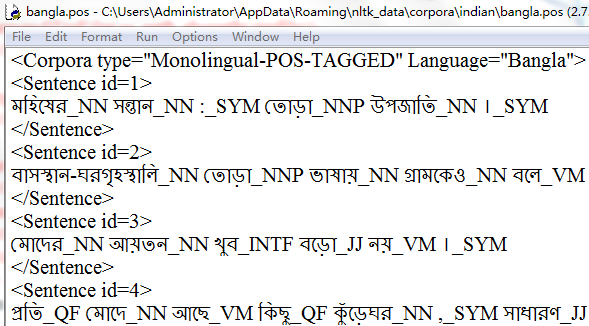 bangla.pos - C:\Users\Administrator\AppData\Roaming\nltk_data\corpora\indian\bangla.pos (2.7
File Edit Format Run Options Window Help
<Corpora type="Monolingual-POS-TAGGED" Language="Bangla">
<Sentence id=1>
মহিষের_NN সন্তান_NN :_SYM তোড়া_NNP উপজাতি_NN ।_SYM
</Sentence>
<Sentence id=2>
বাসস্থান-ঘরগৃহস্থালি_NN তোড়া_NNP ভাষায়_NN গ্রামকেও_NN বলে_VM
</Sentence>
<Sentence id=3>
মোদের_NN আয়তন_NN খুব_INTF বড়ো_JJ নয়_VM ।_SYM
</Sentence>
<Sentence id=4>
প্রতি_QF মোদে_NN আছে_VM কিছু_QF কুঁড়েঘর_NN ,_SYM সাধারণ_JJ